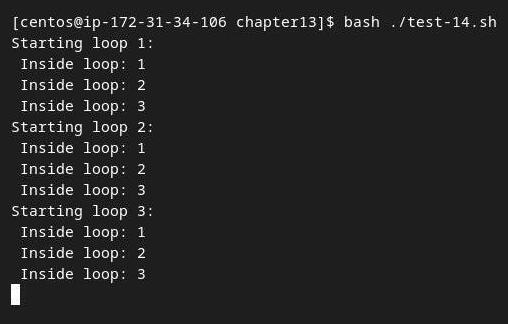 [centos@ip-172-31-34-106 chapter13]$ bash ./test-14.sh
Starting loop 1:
 Inside loop: 1
 Inside loop: 2
 Inside loop: 3
Starting loop 2:
 Inside loop: 1
 Inside loop: 2
 Inside loop: 3
Starting loop 3:
 Inside loop: 1
 Inside loop: 2
 Inside loop: 3